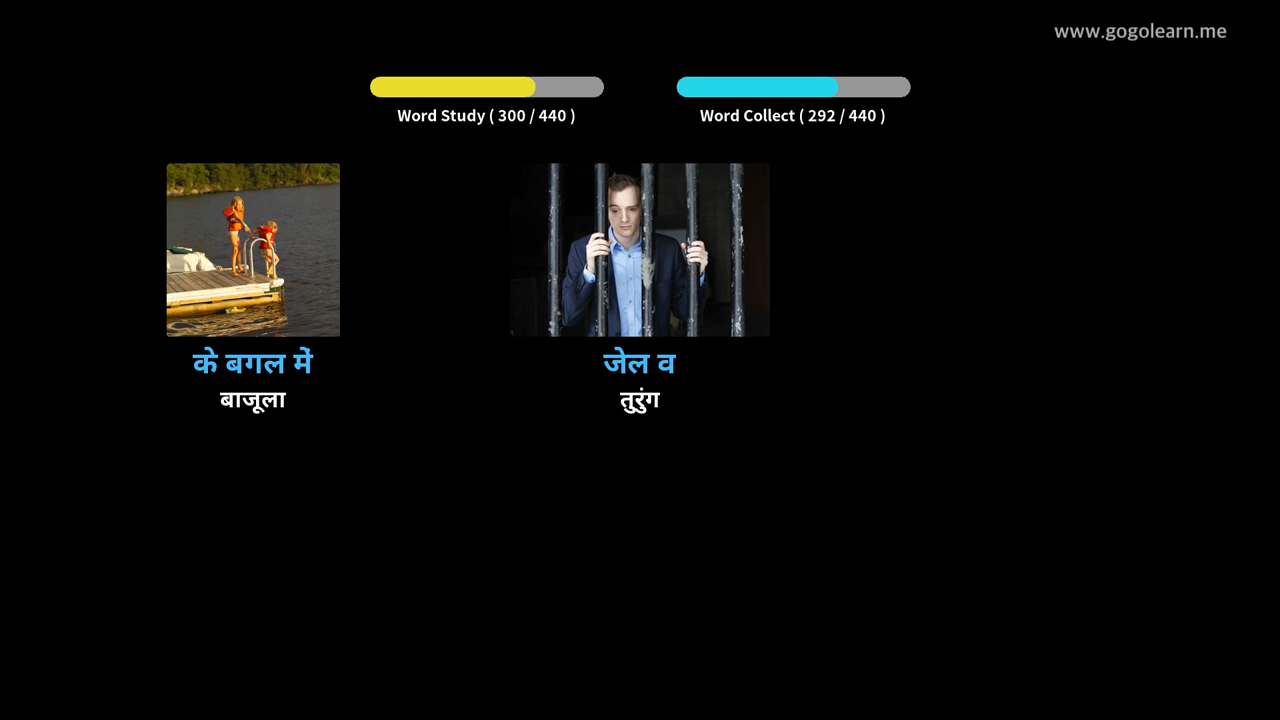 www.gogolearn.me
Word Study ( 300 / 440 )
Word Collect ( 292 / 440 )
के बगल में
बाजूला
जेल व
तुरुंग